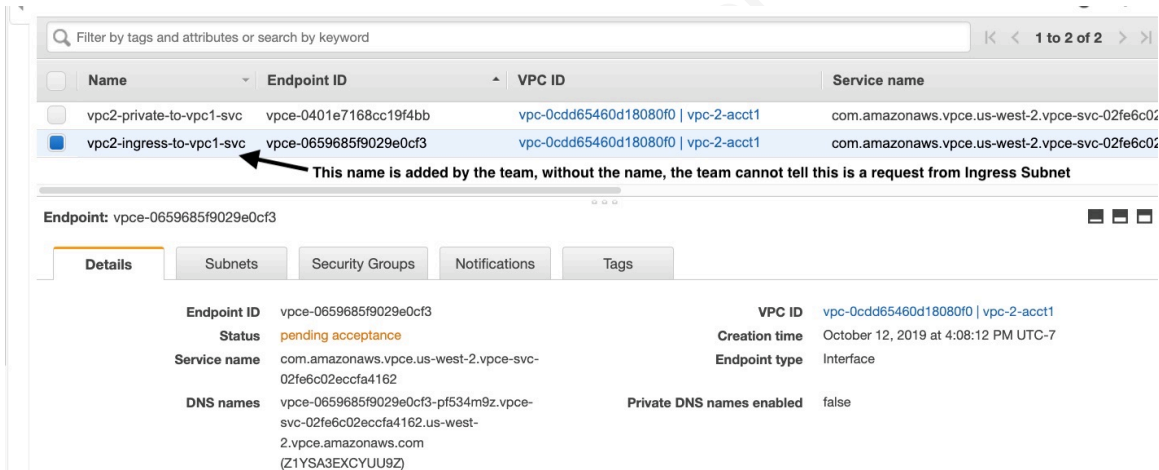 Filter by tags and attributes or search by keyword
1 to 2 of 2
Name Endpoint ID VPC ID Service name
vpc2-private-to-vpc1-svc vpce-0401e7168cc19f4bb vpc-0cdd65460d18080f0 | vpc-2-acct1 com.amazonaws.vpce.us-west-2.vpce-svc-02fe6c02
vpc2-ingress-to-vpc1-svc vpce-0659685f9029e0cf3 vpc-0cdd65460d18080f0 | vpc-2-acct1 com.amazonaws.vpce.us-west-2.vpce-svc-02fe6c02
This name is added by the team, without the name, the team cannot tell this is a request from Ingress Subnet
Endpoint: vpce-0659685f9029e0cf3
Details Subnets Security Groups Notifications Tags
Endpoint ID vpce-0659685f9029e0cf3 VPC ID vpc-0cdd65460d18080f0 | vpc-2-acct1
Status pending acceptance Creation time October 12, 2019 at 4:08:12 PM UTC-7
Service name com.amazonaws.vpce.us-west-2.vpce-svc- Endpoint type Interface
02fe6c02eccfa4162
DNS names vpce-0659685f9029e0cf3-pf534m9z.vpce- Private DNS names enabled false
svc-02fe6c02eccfa4162.us-west-
2.vpce.amazonaws.com
(Z1YSA3EXCYUU9Z)